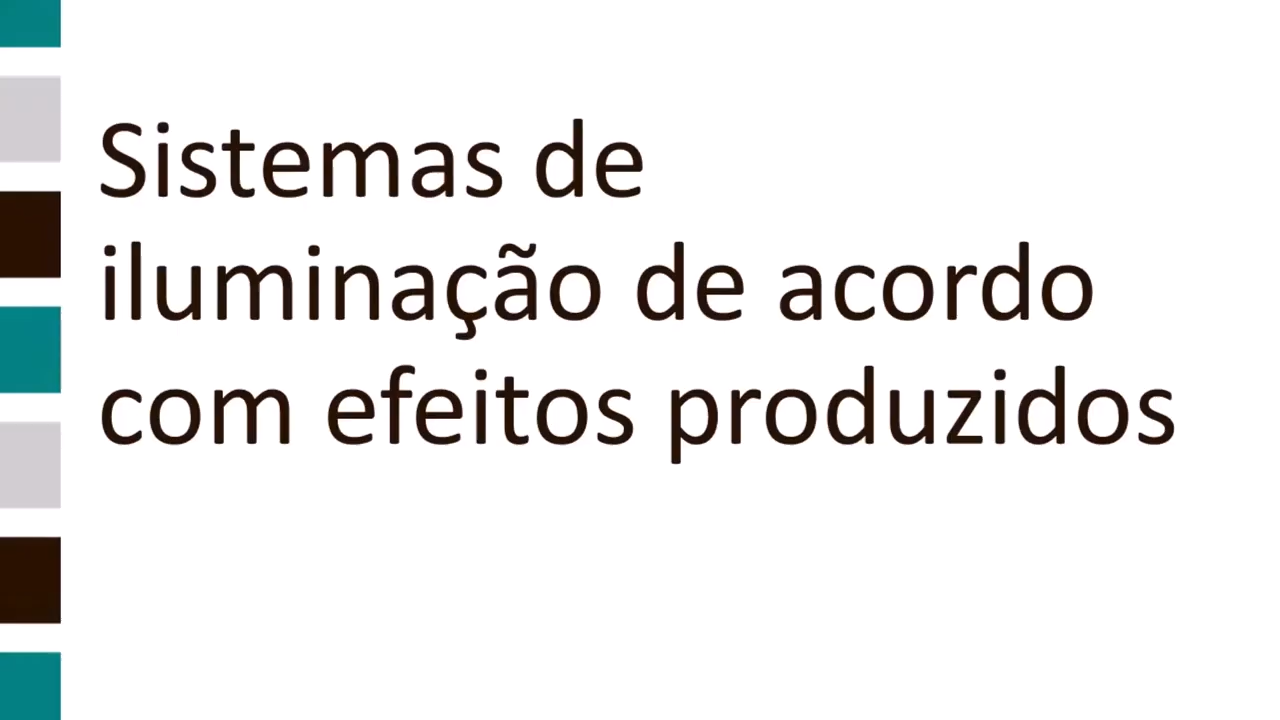 Sistemas de
iluminação de acordo
com efeitos produzidos